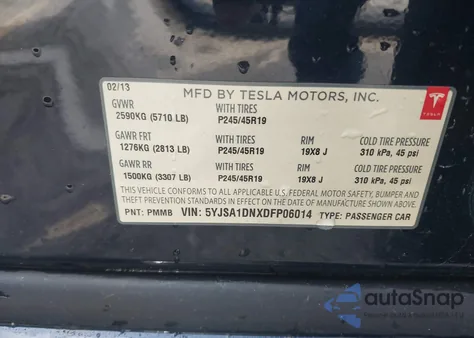 02/13
MFD BY TESLA MOTORS, INC.
GVWR
2590KG (5710 LB)
WITH TIRES
P245/45R19
TESLA
GAWR FRT WITH TIRES RIM COLD TIRE PRESSURE
1276KG (2813 LB) P245/45R19 19X8 J 310 kPa, 45 psi
GAWR RR WITH TIRES RIM COLD TIRE PRESSURE
1500KG (3307 LB) P245/45R19 19X8 J 310 kPa, 45 psi
THIS VEHICLE CONFORMS TO ALL APPLICABLE U.S. FEDERAL MOTOR SAFETY, BUMPER, AND
THEFT PREVENTION STANDARDS IN EFFECT ON THE DATE OF MANUFACTURE SHOWN ABOVE.
PNT: PMMB VIN: 5YJSA1DNXDFP06014 TYPE: PASSENGER CAR
autoSnap